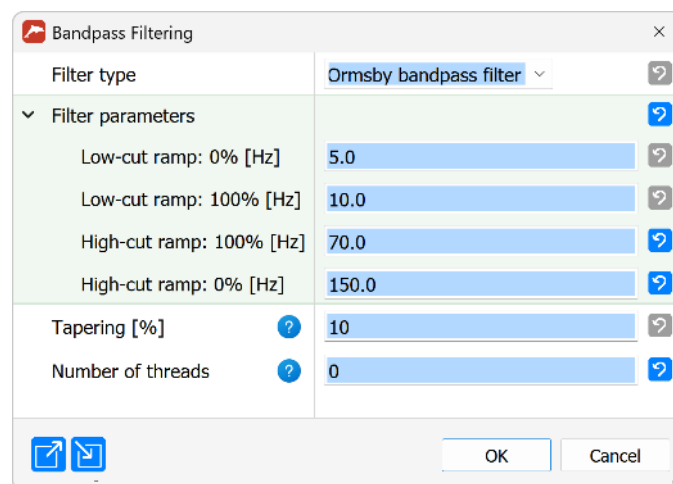 Bandpass Filtering
Filter type Ormsby bandpass filter
Filter parameters
Low-cut ramp: 0% [Hz] 5.0
Low-cut ramp: 100% [Hz] 10.0
High-cut ramp: 100% [Hz] 70.0
High-cut ramp: 0% [Hz] 150.0
Tapering [%] ? 10
Number of threads ? 0
OK Cancel